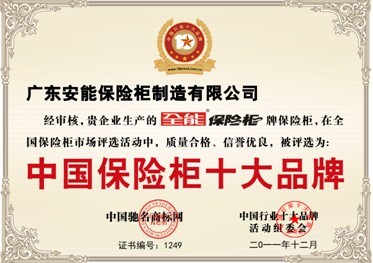 广东安能保险柜制造有限公司
经审核,贵企业生产的全能®保险柜牌保险柜,在全
国保险柜市场评选活动中,质量合格、信誉优良,被评选为:
中国保险柜十大品牌
中国驰名商标网
证书编号:1249
中国行业十大品牌
活动组委会
二〇一一年十二月